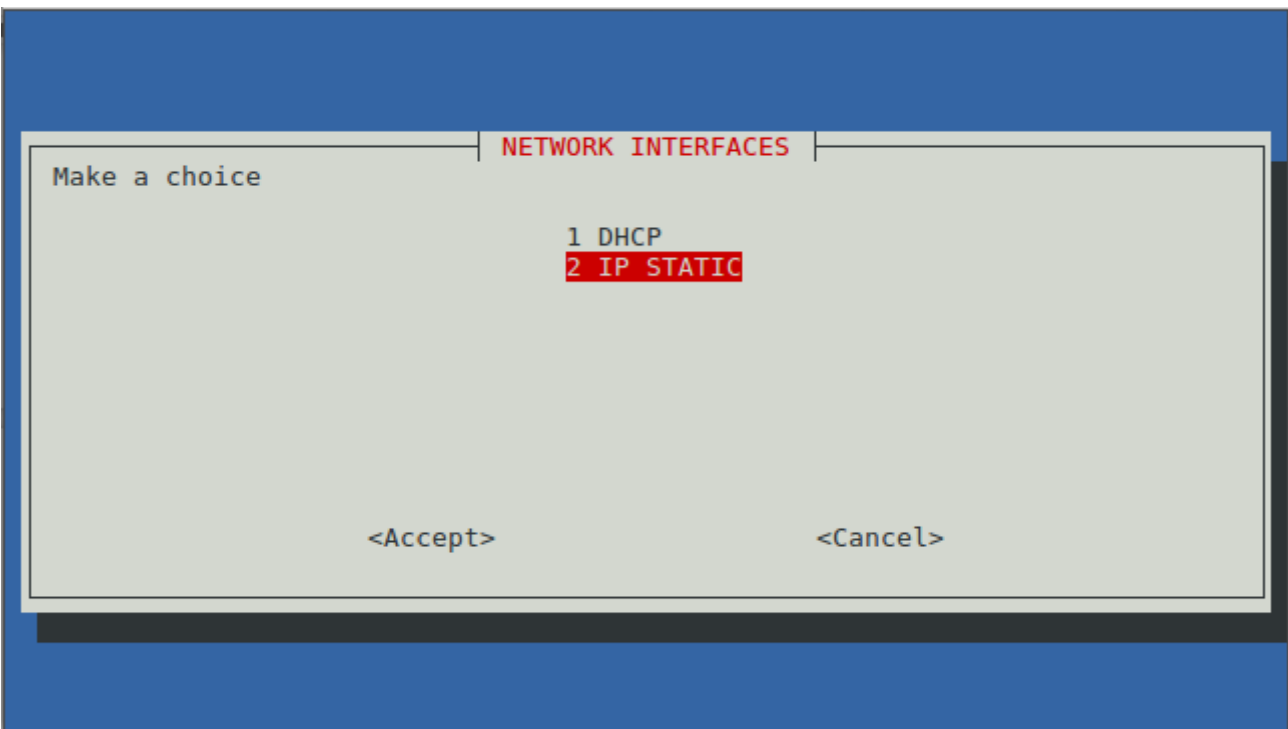 NETWORK INTERFACES
Make a choice
1 DHCP
2 IP STATIC
<Accept> <Cancel>